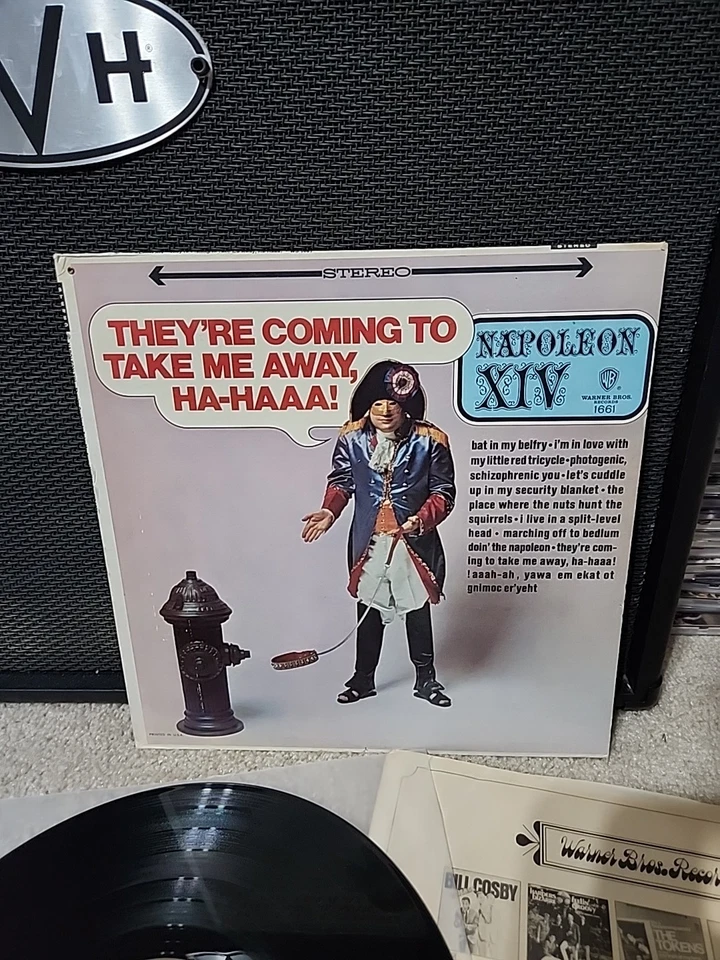 VH
STEREO
STEREO
THEY'RE COMING TO
TAKE ME AWAY,
HA-HAAA!
NAPOLEON
XIV
WB
WARNER BROS.
RECORDS
1661
bat in my belfry • i'm in love with
my little red tricycle • photogenic,
schizophrenic you • let's cuddle
up in my security blanket • the
place where the nuts hunt the
squirrels • i live in a split-level
head • marching off to bedlum
doin' the napoleon • they're com-
ing to take me away, ha-haaa!
!aaah-ah, yawa em ekat ot
gnimoc er'yeht
PRINTED IN U.S.A.
Warner Bros. Recor
BILL COSBY
THE
TOKENS